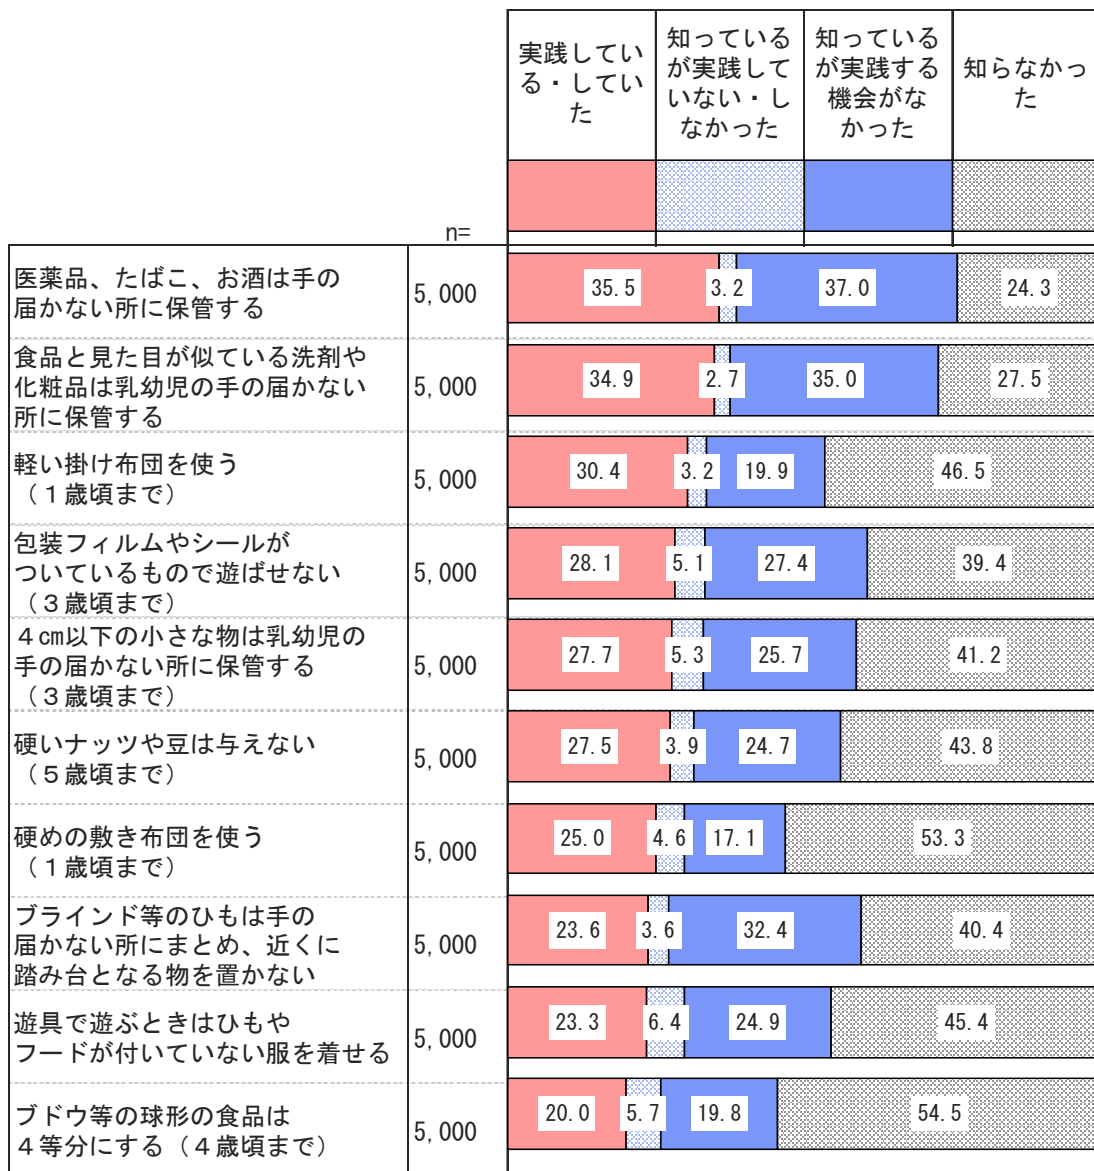 実践してい
る・してい
た
知っている
が実践して
いない・し
なかった
知っている
が実践する
機会がな
かった
知らなかっ
た
n=
医薬品、たばこ、お酒は手の
届かない所に保管する
5,000
35.5
3.2
37.0
24.3
食品と見た目が似ている洗剤や
化粧品は乳幼児の手の届かない
所に保管する
5,000
34.9
2.7
35.0
27.5
軽い掛け布団を使う
（１歳頃まで）
5,000
30.4
3.2
19.9
46.5
包装フィルムやシールが
ついているもので遊ばせない
（３歳頃まで）
5,000
28.1
5.1
27.4
39.4
４㎝以下の小さな物は乳幼児の
手の届かない所に保管する
（３歳頃まで）
5,000
27.7
5.3
25.7
41.2
硬いナッツや豆は与えない
（５歳頃まで）
5,000
27.5
3.9
24.7
43.8
硬めの敷き布団を使う
（１歳頃まで）
5,000
25.0
4.6
17.1
53.3
ブラインド等のひもは手の
届かない所にまとめ、近くに
踏み台となる物を置かない
5,000
23.6
3.6
32.4
40.4
遊具で遊ぶときはひもや
フードが付いていない服を着せる
5,000
23.3
6.4
24.9
45.4
ブドウ等の球形の食品は
４等分にする（４歳頃まで）
5,000
20.0
5.7
19.8
54.5